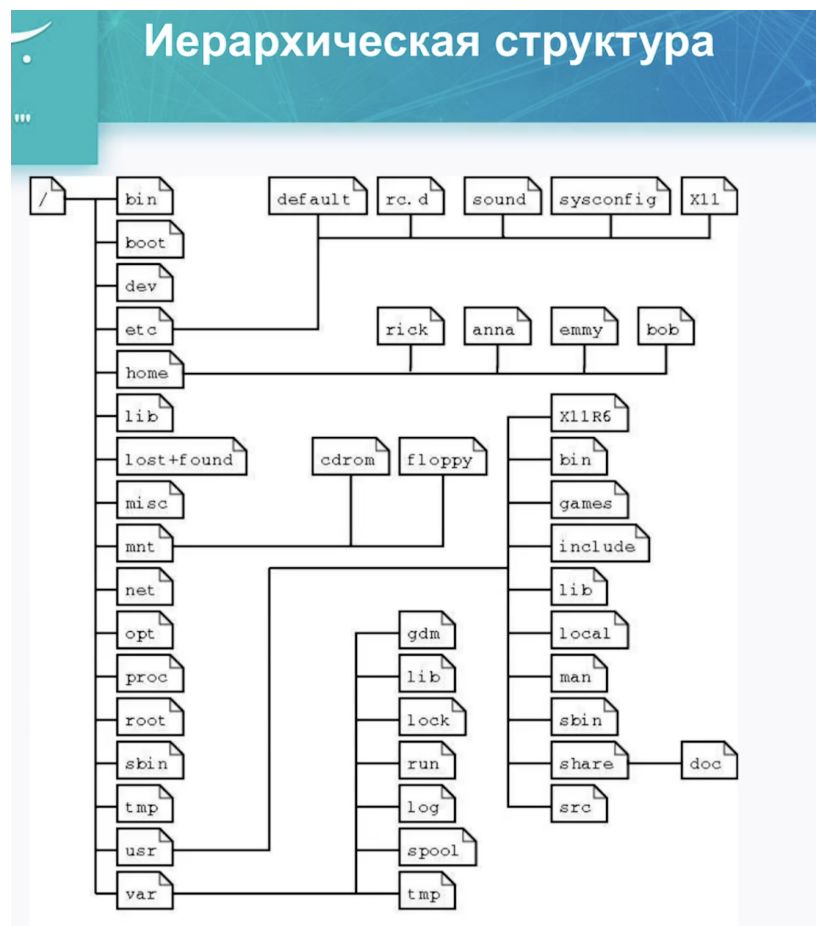 Иерархическая структура
/ bin default rc.d sound sysconfig X11
boot
dev
etc rick anna emmy bob
home
lib X11R6
lost+found cdrom floppy bin
misc games
mnt include
net lib
opt gdm local
proc lib man
root lock sbin
sbin run share doc
tmp log src
usr spool
var tmp